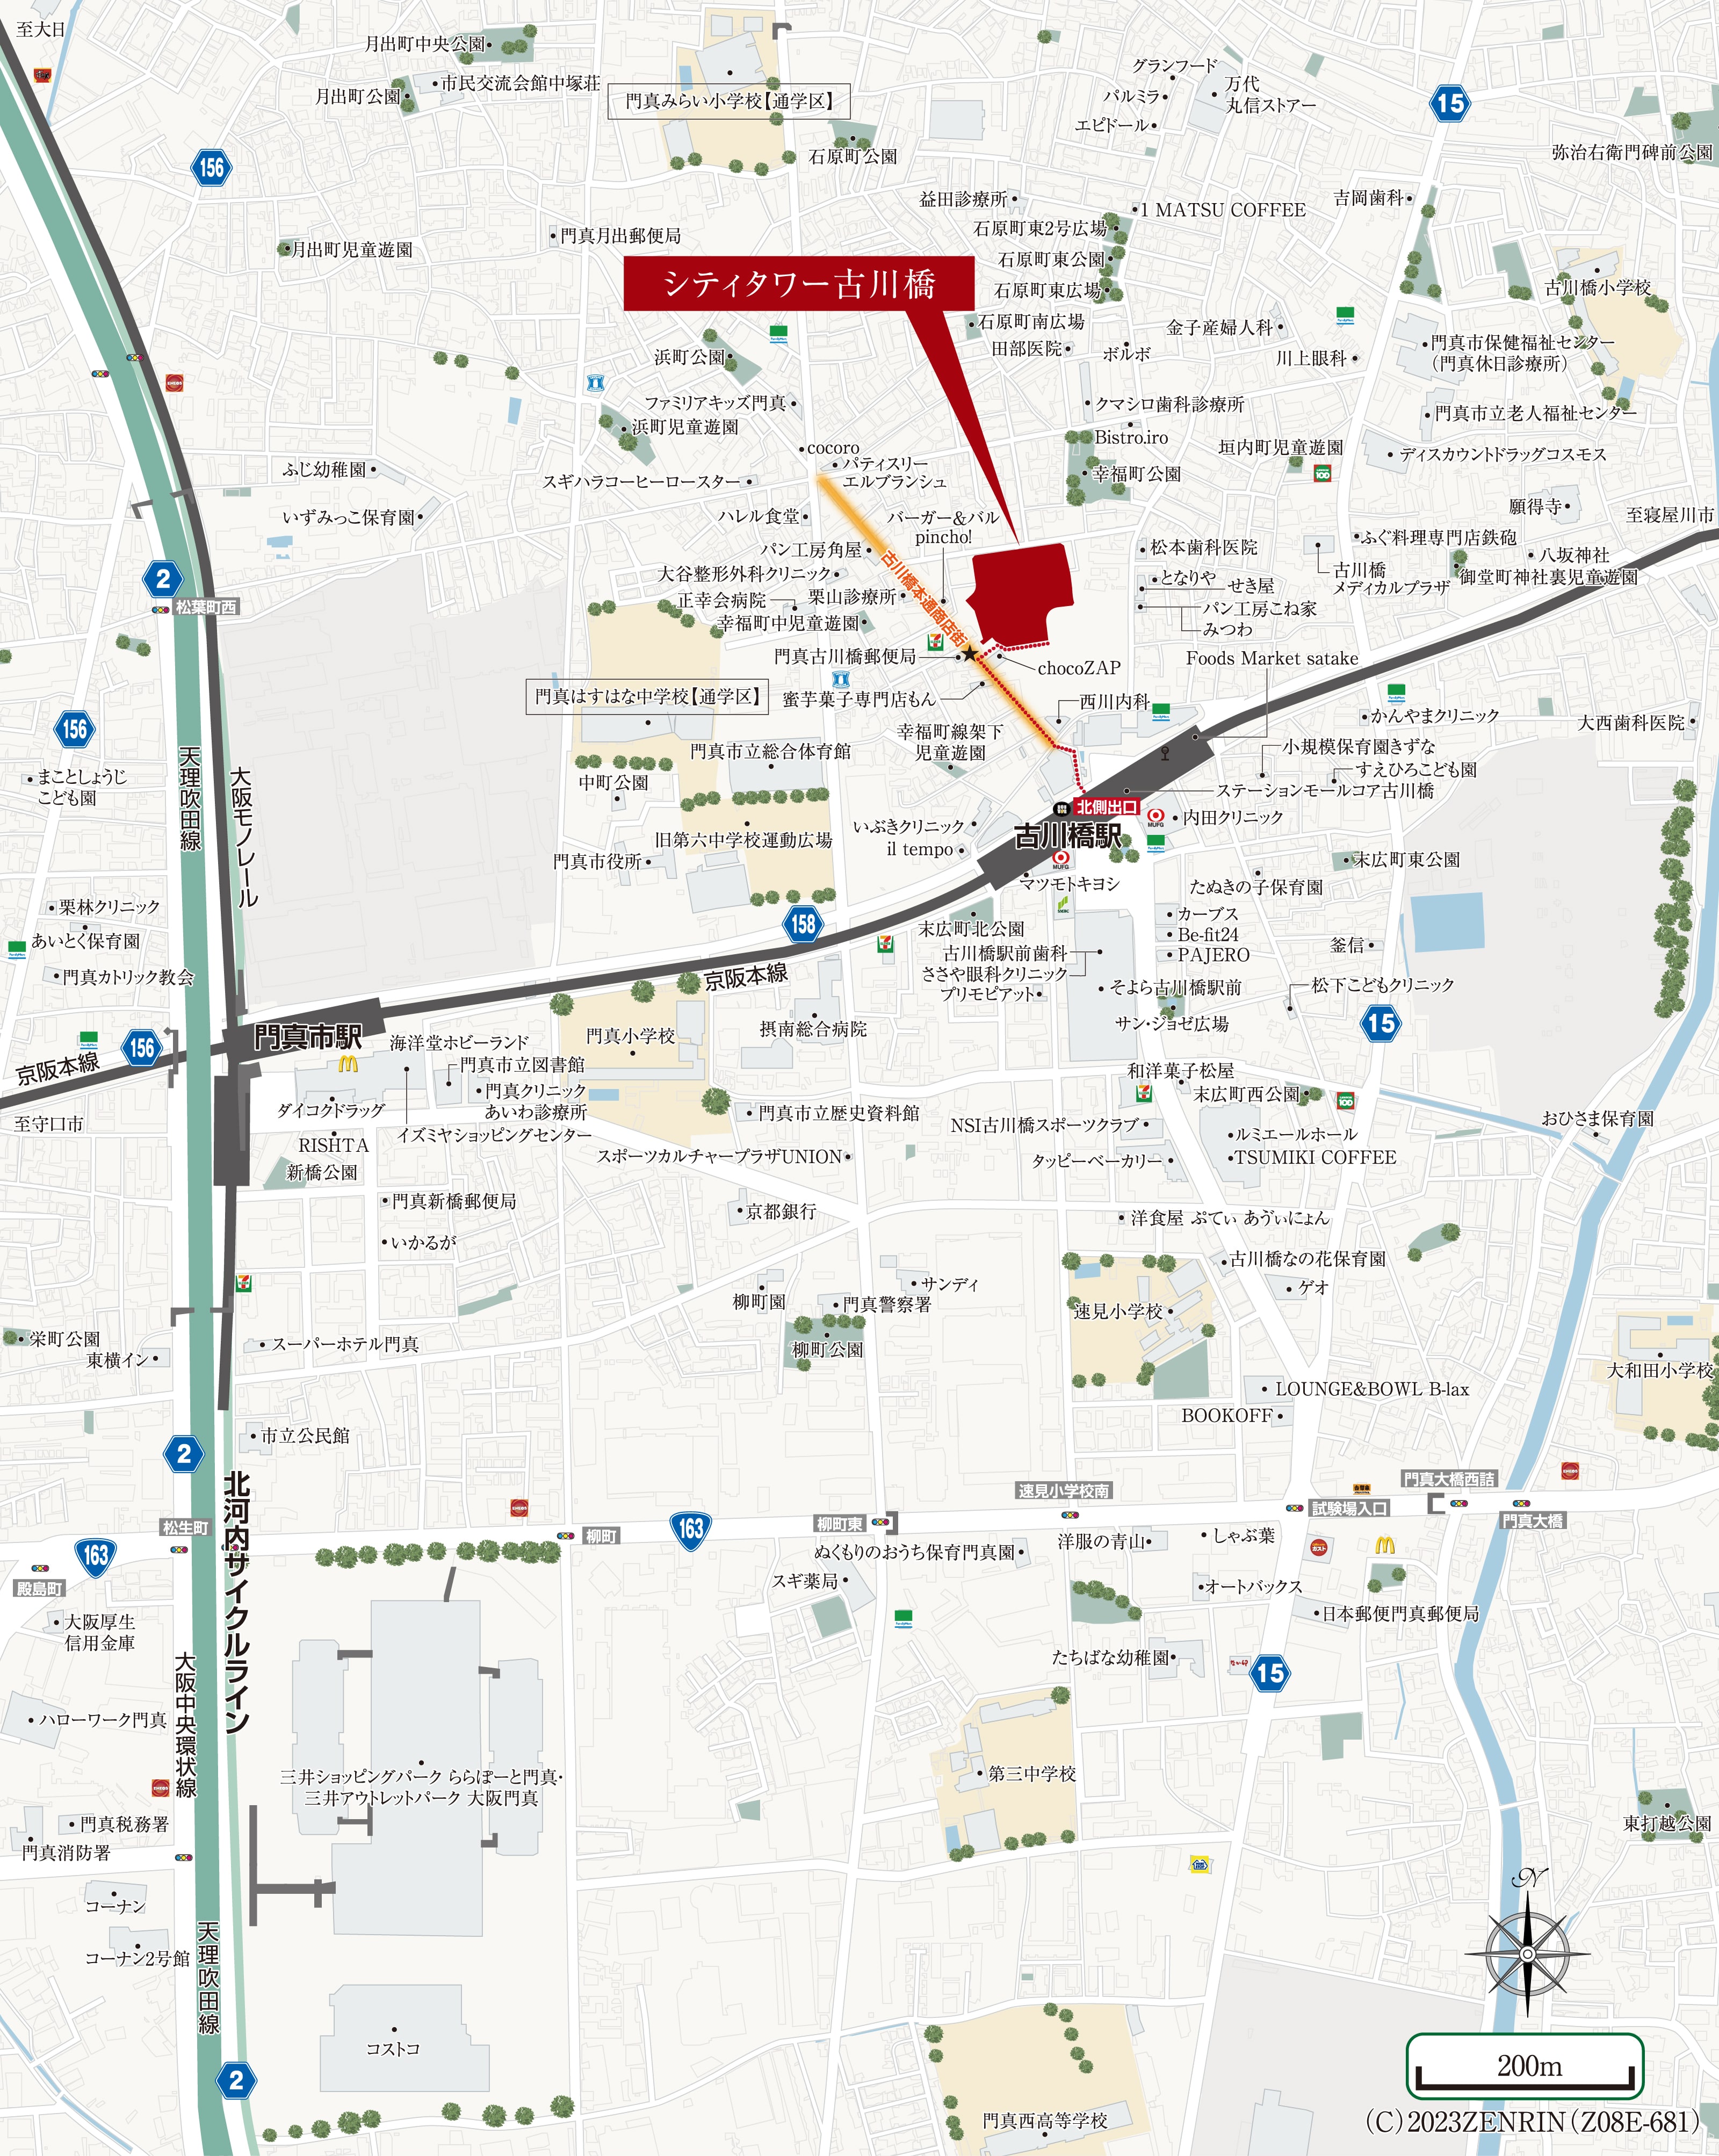 至大日
月出町中央公園
市民交流会館中塚荘
月出町公園
門真みらい小学校【通学区】
石原町公園
グランフード
パルミラ
エピドール
万代
丸信ストアー
15
弥治右衛門碑前公園
156
益田診療所
1 MATSU COFFEE
吉岡歯科
石原町東2号広場
石原町東公園
石原町東広場
門真月出郵便局
月出町児童遊園
シティタワー古川橋
古川橋小学校
石原町南広場
田部医院
ボルボ
金子産婦人科
川上眼科
門真市保健福祉センター
（門真休日診療所）
浜町公園
ファミリアキッズ門真
浜町児童遊園
クマシロ歯科診療所
門真市立老人福祉センター
cocoro
パティスリー
エルブランシュ
Bistro.iro
垣内町児童遊園
ディスカウントドラッグコスモス
ふじ幼稚園
スギハラコーヒーロースター
幸福町公園
いずみっこ保育園
ハレル食堂
バーガー&バル
pincho!
願得寺
至寝屋川市
パン工房角屋
古川橋本通商店街
松本歯科医院
ふぐ料理専門店鉄砲
八坂神社
大谷整形外科クリニック
となりや
せき屋
古川橋
メディカルプラザ
御堂町神社裏児童遊園
2
松葉町西
正幸会病院
栗山診療所
パン工房こね家
みつわ
幸福町中児童遊園
門真古川橋郵便局
chocoZAP
Foods Market satake
門真はすはな中学校【通学区】
蜜芋菓子専門店もん
西川内科
かんやまクリニック
大西歯科医院
156
天理吹田線
大阪モノレール
まことしょうじ
こども園
門真市立総合体育館
幸福町線架下
児童遊園
小規模保育園きずな
すえひろこども園
ステーションモールコア古川橋
中町公園
北側出口
古川橋駅
MUFG
内田クリニック
旧第六中学校運動広場
いぶきクリニック
il tempo
MUFG
門真市役所
マツモトキヨシ
末広町東公園
たぬきの子保育園
栗林クリニック
あいとく保育園
門真カトリック教会
158
末広町北公園
カーブス
Be-fit24
PAJERO
古川橋駅前歯科
ささや眼科クリニック
プリモピアット
釜信
京阪本線
そよら古川橋駅前
松下こどもクリニック
サン・ジョゼ広場
15
156
京阪本線
門真市駅
海洋堂ホビーランド
門真市立図書館
門真小学校
摂南総合病院
門真クリニック
あいわ診療所
ダイコクドラッグ
和洋菓子松屋
末広町西公園
至守口市
イズミヤショッピングセンター
門真市立歴史資料館
NSI古川橋スポーツクラブ
おひさま保育園
RISHTA
新橋公園
スポーツカルチャープラザUNION
タッピーベーカリー
ルミエールホール
TSUMIKI COFFEE
門真新橋郵便局
京都銀行
洋食屋 ぷてぃ あゔぃにょん
いかるが
古川橋なの花保育園
サンディ
柳町園
門真警察署
ゲオ
速見小学校
栄町公園
東横イン
スーパーホテル門真
柳町公園
大和田小学校
LOUNGE&BOWL B-lax
BOOKOFF
市立公民館
2
北河内サイクルライン
速見小学校南
門真大橋西詰
松生町
163
柳町
163
柳町東
試験場入口
門真大橋
ぬくもりのおうち保育門真園
洋服の青山
しゃぶ葉
殿島町
スギ薬局
オートバックス
日本郵便門真郵便局
大阪厚生
信用金庫
たちばな幼稚園
15
大阪中央環状線
ハローワーク門真
三井ショッピングパーク ららぽーと門真・
三井アウトレットパーク 大阪門真
第三中学校
門真税務署
門真消防署
東打越公園
コーナン
コーナン2号館
天理吹田線
N
コストコ
2
200m
門真西高等学校
（C）2023ZENRIN（Z08E-681）